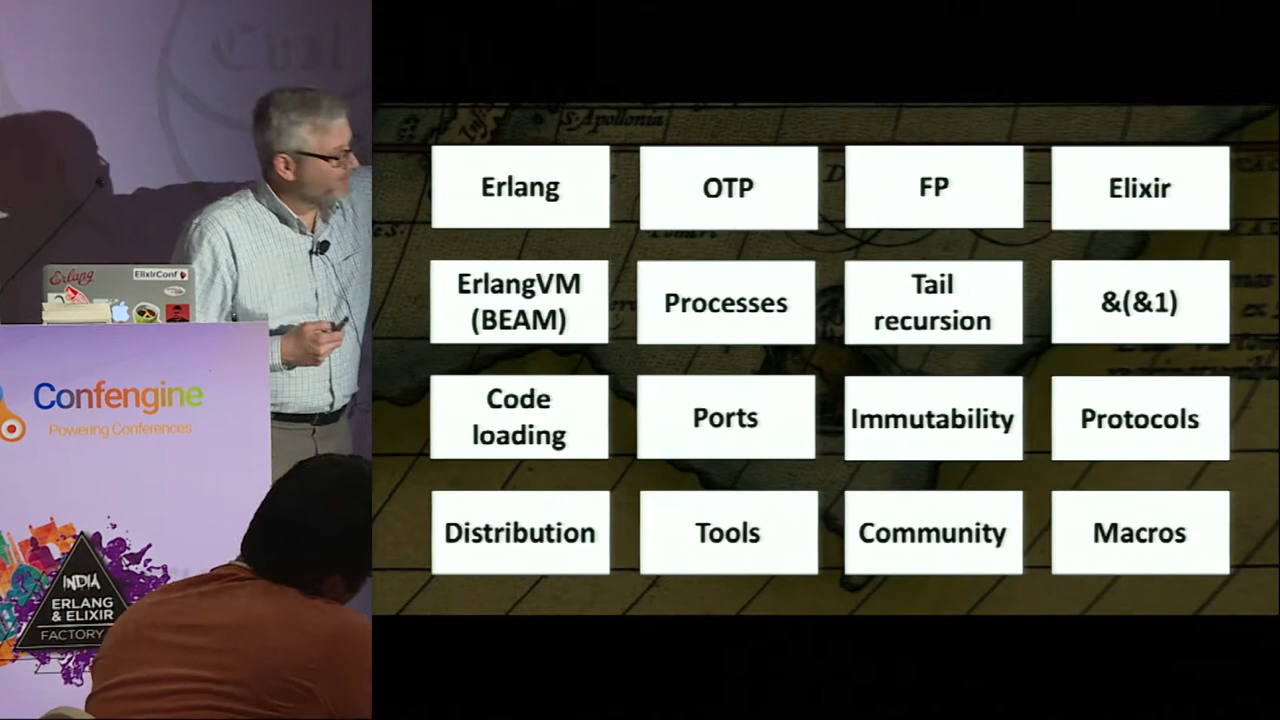 Erlang
OTP
FP
Elixir
ErlangVM
(BEAM)
Processes
Tail
recursion
&(&1)
Code
loading
Ports
Immutability
Protocols
Distribution
Tools
Community
Macros
S. Apollonia
Erlang
ElixirConf
Confengine
Powering Conferences
INDIA
ERLANG
& ELIXIR
FACTORY